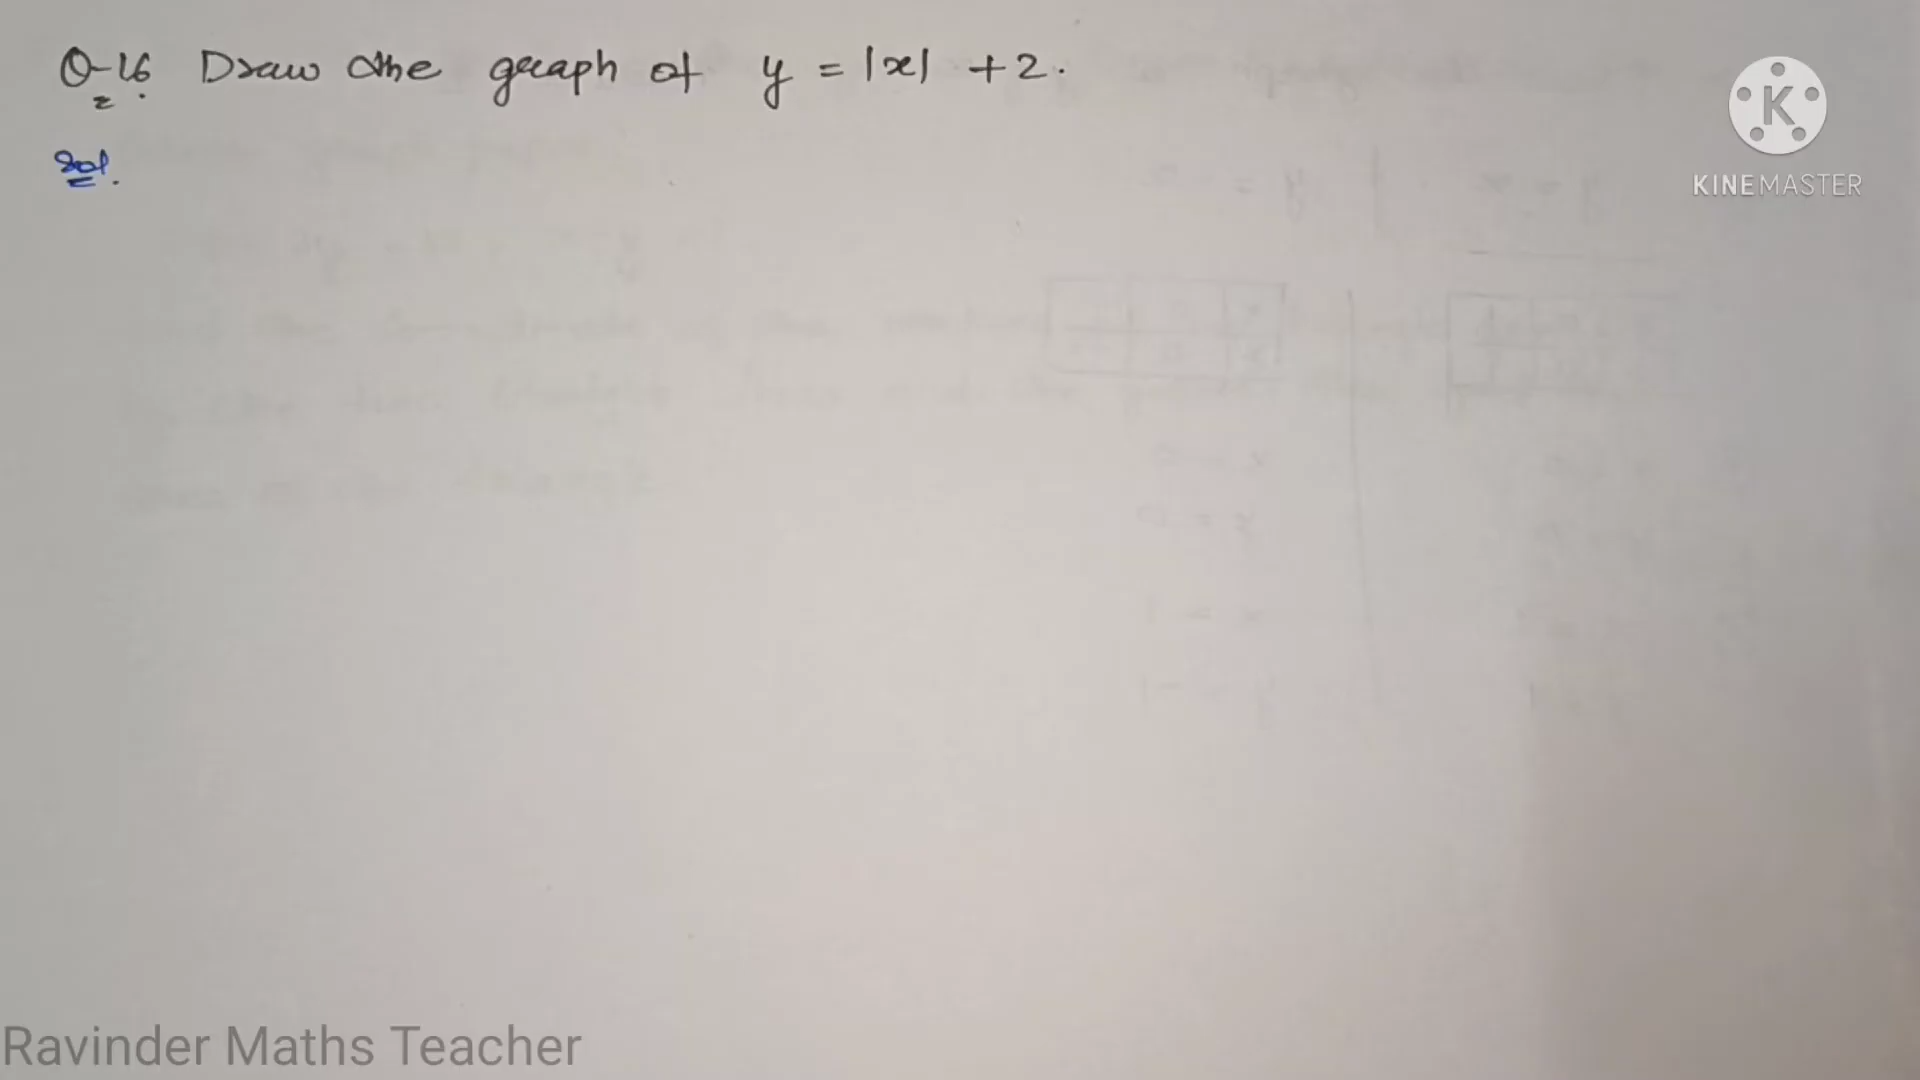 Q-16 Draw the graph of y = |x| + 2.
Sol.
K
KINEMASTER
Ravinder Maths Teacher